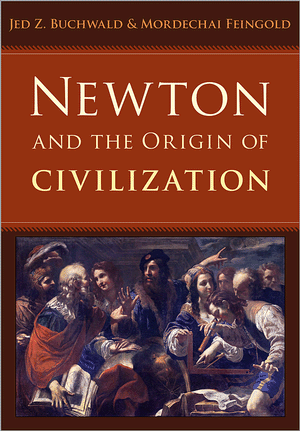 Jed Z. Buchwald & Mordechai Feingold
Newton
and the Origin of
civilization